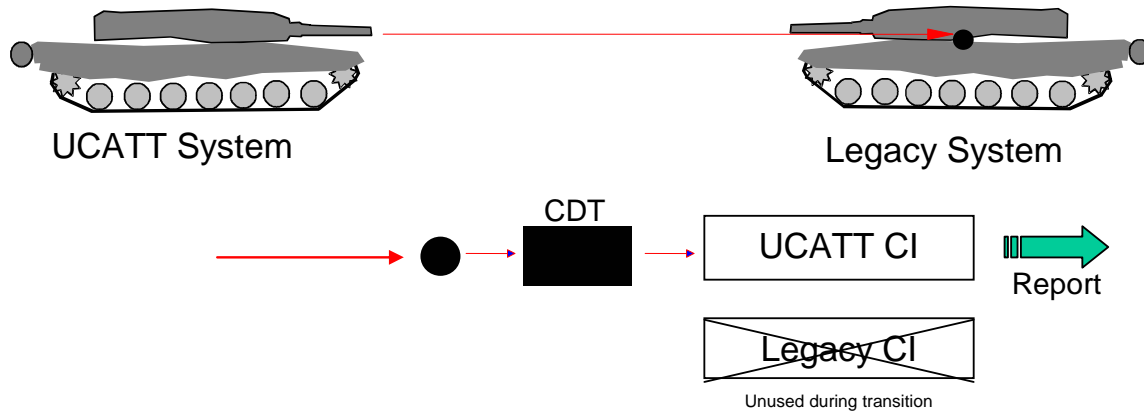 UCATT System
Legacy System
CDT
UCATT CI
Report
Legacy CI
Unused during transition